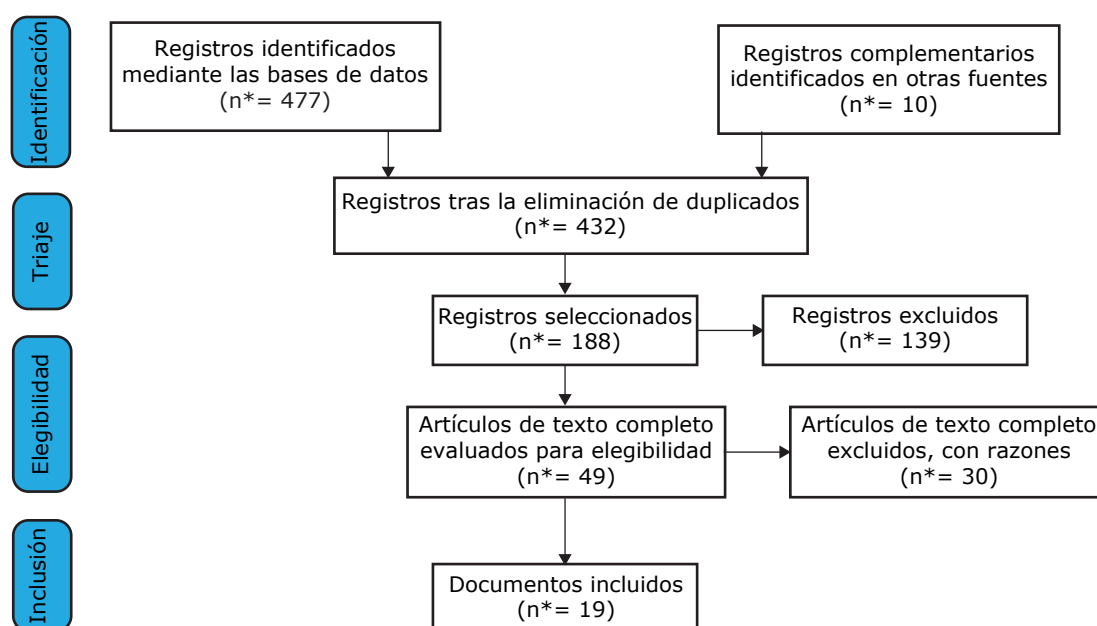 Identificación
Registros identificados
mediante las bases de datos
(n*= 477)
Registros complementarios
identificados en otras fuentes
(n*= 10)
Triaje
Registros tras la eliminación de duplicados
(n*= 432)
Registros seleccionados
(n*= 188)
Registros excluidos
(n*= 139)
Elegibilidad
Artículos de texto completo
evaluados para elegibilidad
(n*= 49)
Artículos de texto completo
excluidos, con razones
(n*= 30)
Inclusión
Documentos incluidos
(n*= 19)